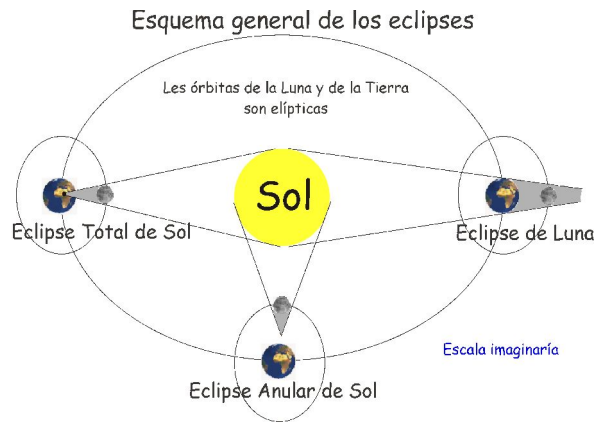 Esquema general de los eclipses
Les órbitas de la Luna y de la Tierra
son elípticas
Sol
Eclipse Total de Sol
Eclipse de Luna
Escala imaginaría
Eclipse Anular de Sol